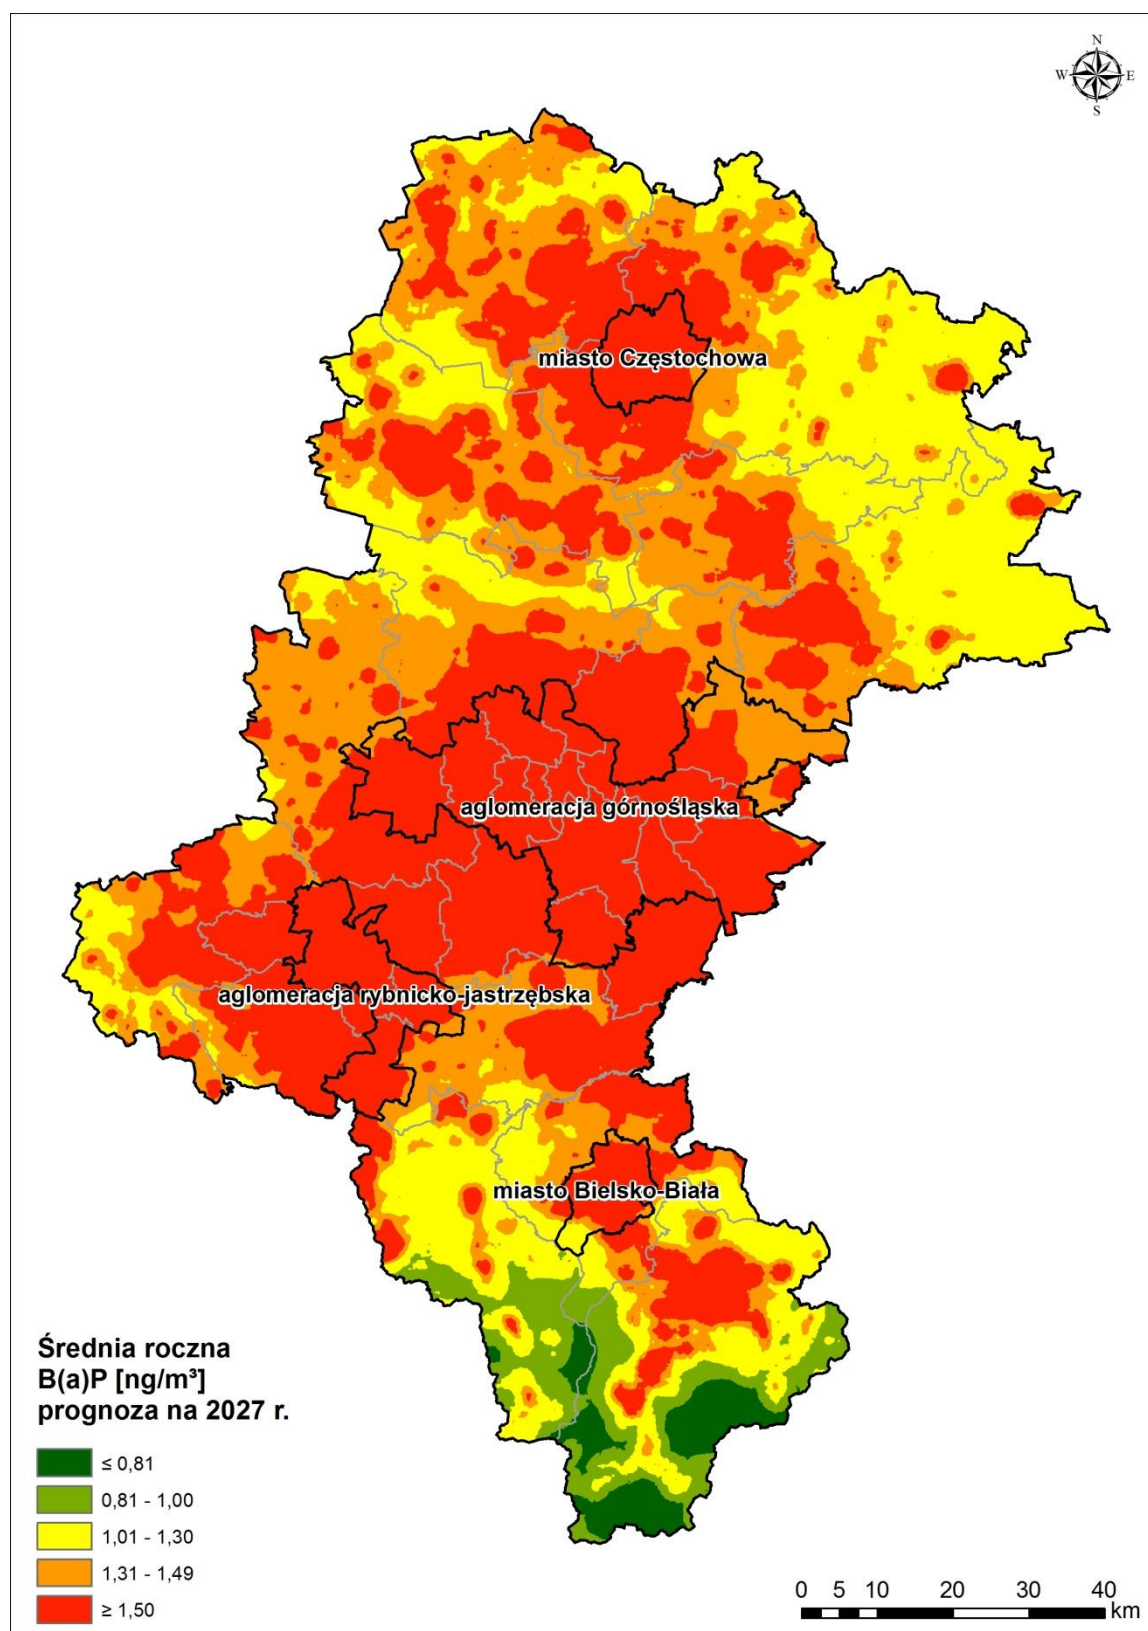 N
W E
S
miasto Częstochowa
aglomeracja górnośląska
aglomeracja rybnicko-jastrzębska
miasto Bielsko-Biała
Średnia roczna
B(a)P [ng/m³]
prognoza na 2027 r.
≤ 0,81
0,81 - 1,00
1,01 - 1,30
1,31 - 1,49
≥ 1,50
0 5 10 20 30 40
km